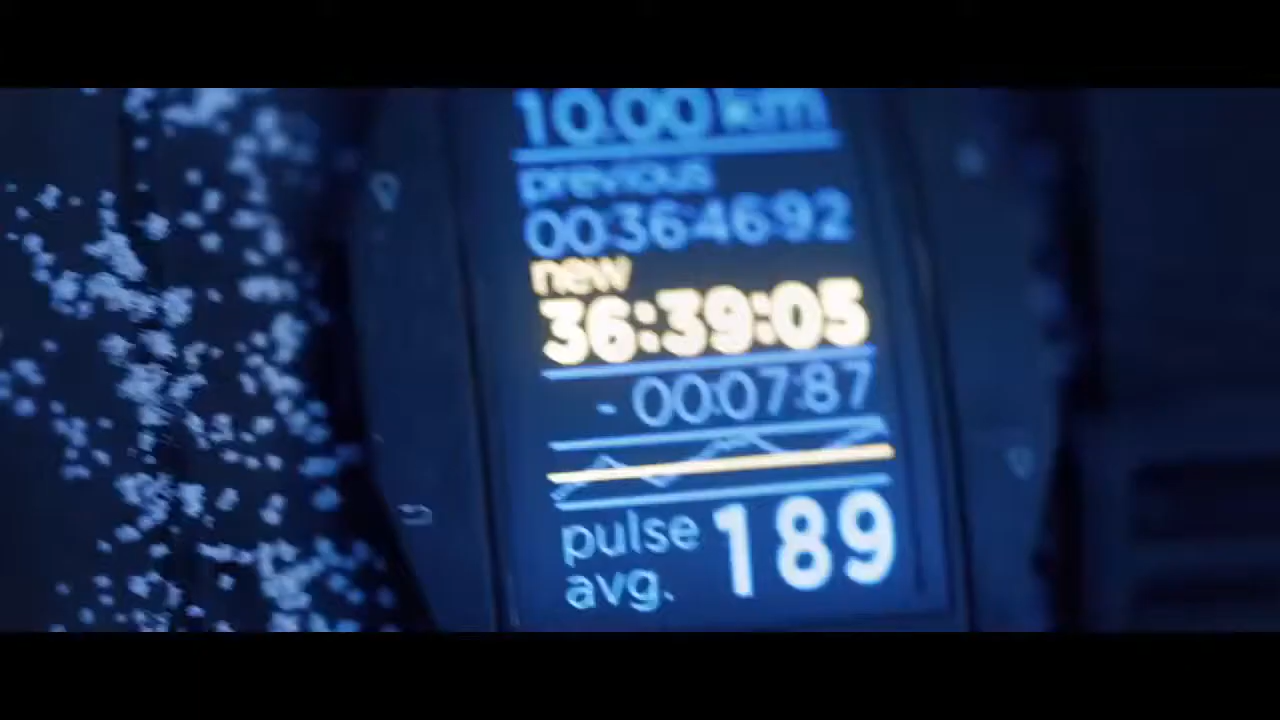 10.00 km
previous
00:36:46:92
new
36:39:05
- 00:07:87
pulse 189
avg.